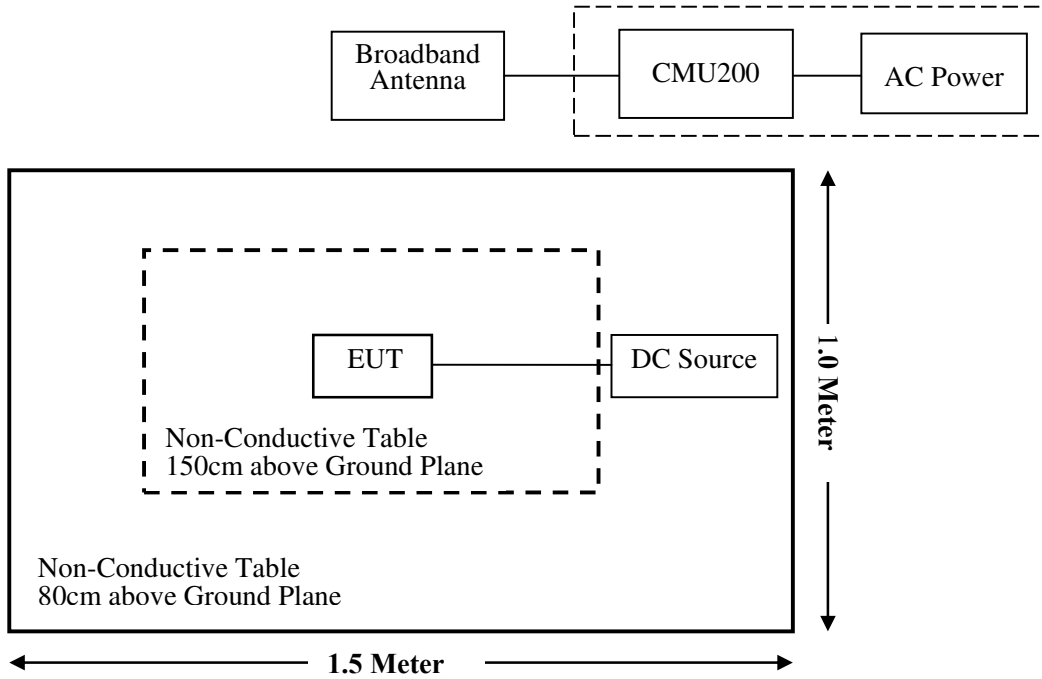 Broadband
Antenna
CMU200
AC Power
EUT
DC Source
Non-Conductive Table
150cm above Ground Plane
Non-Conductive Table
80cm above Ground Plane
1.0 Meter
1.5 Meter